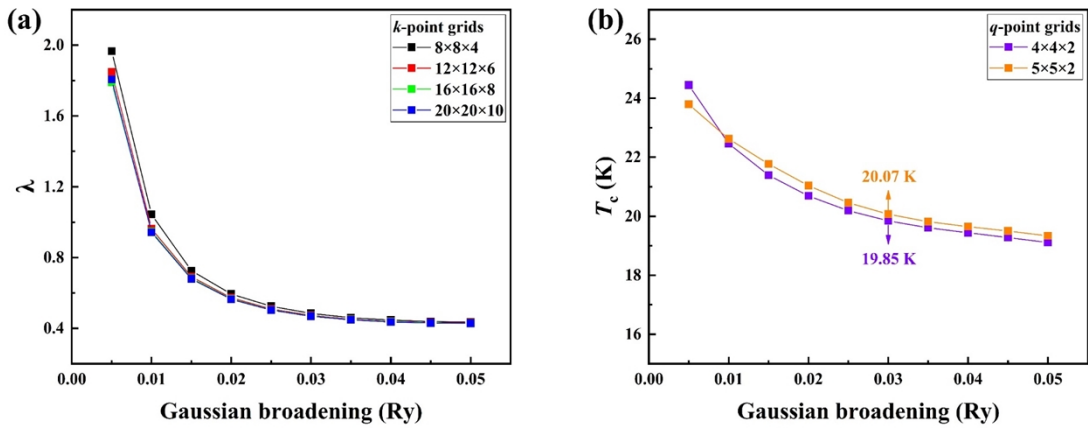 (a)
k-point grids
8×8×4
12×12×6
16×16×8
20×20×10
2.0
1.6
1.2
0.8
0.4
λ
0.00 0.01 0.02 0.03 0.04 0.05
Gaussian broadening (Ry)
(b)
q-point grids
4×4×2
5×5×2
26
24
22
20
18
16
Tc (K)
20.07 K
19.85 K
0.00 0.01 0.02 0.03 0.04 0.05
Gaussian broadening (Ry)